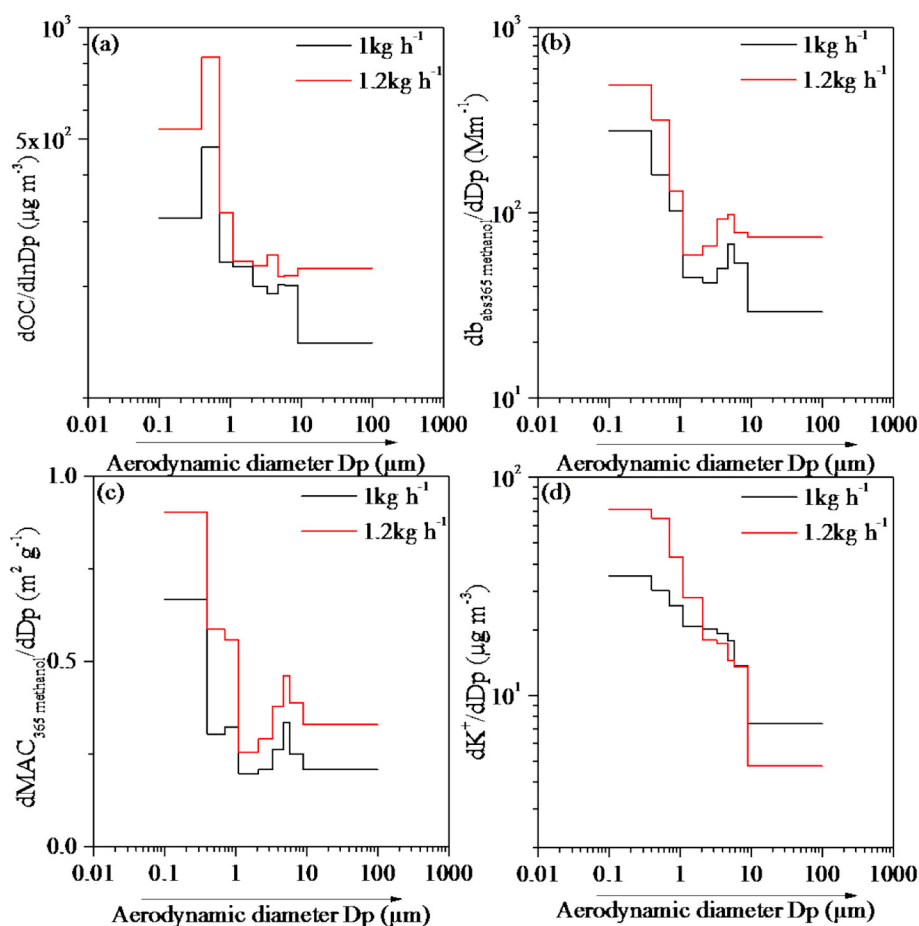 10³
(a)
1kg h⁻¹
1.2kg h⁻¹
5x10²
dOC/dlnDp (µg m⁻³)
0.01 0.1 1 10 100 1000
Aerodynamic diameter Dp (µm)
10³
(b)
1kg h⁻¹
1.2kg h⁻¹
10²
10¹
db abs365 methanol/dDp (Mm⁻¹)
0.01 0.1 1 10 100 1000
Aerodynamic diameter Dp (µm)
1.0
(c)
1kg h⁻¹
1.2kg h⁻¹
0.5
0.0
dMAC 365 methanol/dDp (m² g⁻¹)
0.01 0.1 1 10 100 1000
Aerodynamic diameter Dp (µm)
10²
(d)
1kg h⁻¹
1.2kg h⁻¹
10¹
dK⁺/dDp (µg m⁻³)
0.01 0.1 1 10 100 1000
Aerodynamic diameter Dp (µm)